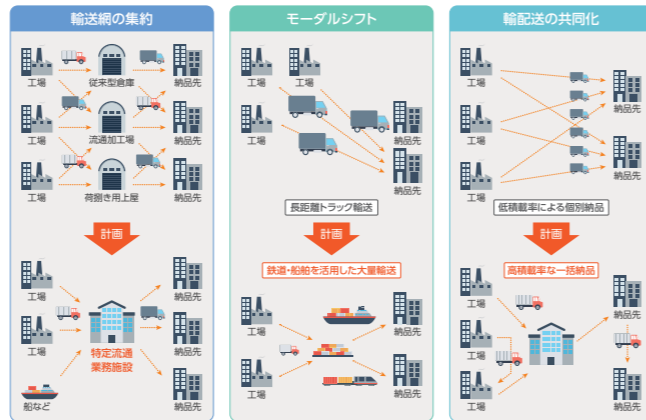 輸送網の集約
工場
従来型倉庫
納品先
工場
流通加工場
納品先
工場
荷捌き用上屋
納品先
計画
工場
納品先
工場
特定流通
業務施設
納品先
船など
納品先
モーダルシフト
工場
工場
工場
納品先
納品先
長距離トラック輸送
計画
鉄道・船舶を活用した大量輸送
工場
納品先
工場
納品先
輸配送の共同化
工場
納品先
工場
工場
納品先
低積載率による個別納品
計画
高積載率な一括納品
工場
納品先
工場
納品先
工場